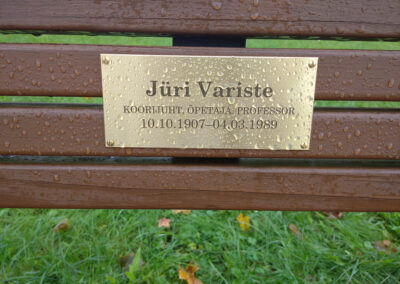 Jüri Variste
KOORIJUHT, ÕPETAJA, PROFESSOR
10.10.1907–04.03.1989